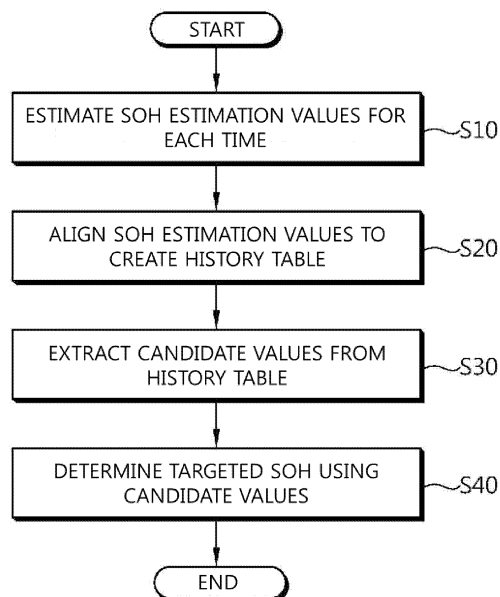 START
ESTIMATE SOH ESTIMATION VALUES FOR
EACH TIME
S10
ALIGN SOH ESTIMATION VALUES TO
CREATE HISTORY TABLE
S20
EXTRACT CANDIDATE VALUES FROM
HISTORY TABLE
S30
DETERMINE TARGETED SOH USING
CANDIDATE VALUES
S40
END